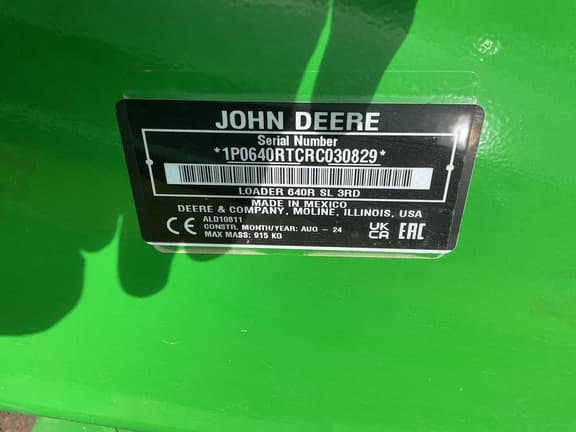 JOHN DEERE
Serial Number
*1P0640RTCRC030829*
LOADER 640R SL 3RD
MADE IN MEXICO
DEERE & COMPANY, MOLINE, ILLINOIS, USA
ALD10811
CONSTR. MONTH/YEAR: AUG - 24
MAX MASS: 915 KG
CE
UK
CA
EAC